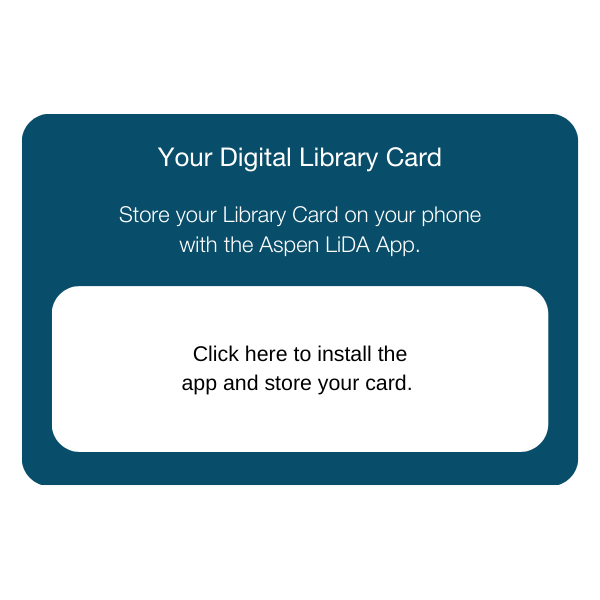 Your Digital Library Card
Store your Library Card on your phone
with the Aspen LiDA App.
Click here to install the
app and store your card.